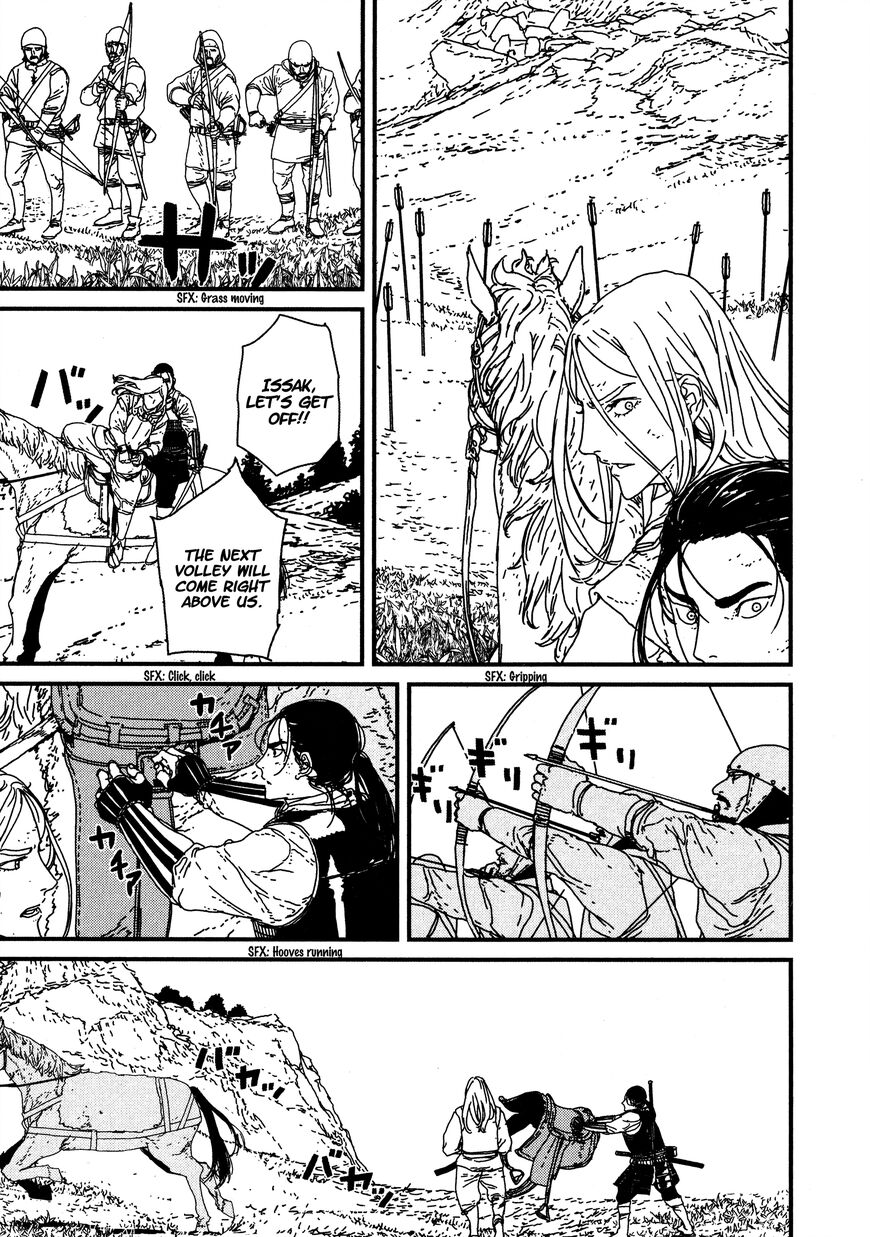 ザッ
SFX: Grass moving
バッ
ISSAK,
LET'S GET
OFF!!
THE NEXT
VOLLEY WILL
COME RIGHT
ABOVE US.
SFX: Click, click
SFX: Gripping
ギリ
ギリ
ギリ
カチァ
カチァ
SFX: Hooves running
バカッ
バカッ